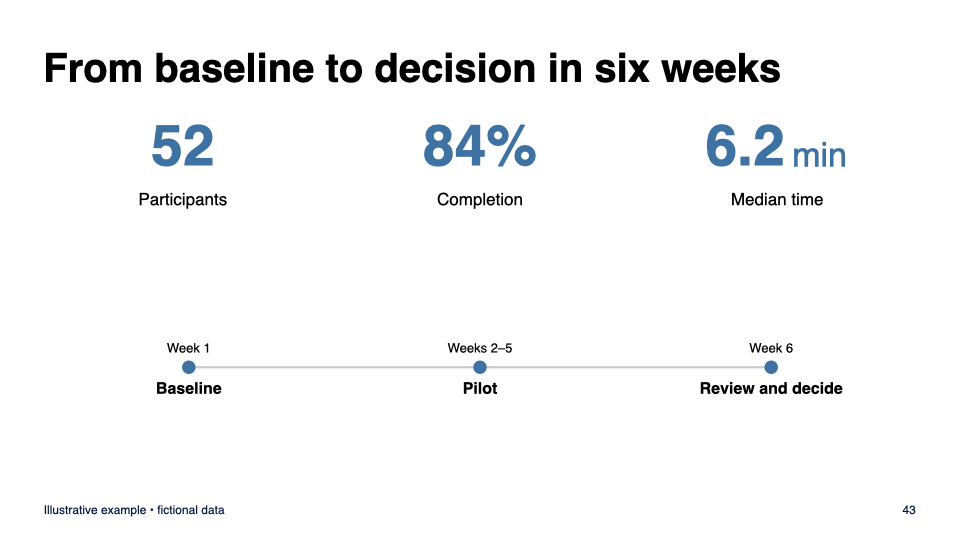 From baseline to decision in six weeks
52
84%
6.2 min
Participants
Completion
Median time
Week 1
Weeks 2–5
Week 6
Baseline
Pilot
Review and decide
Illustrative example • fictional data
43